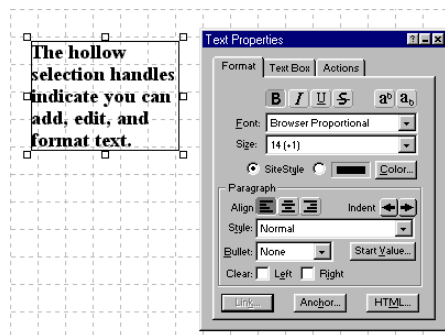 The hollow
selection handles
indicate you can
add, edit, and
format text.
Text Properties
Format Text Box Actions
B I U S aᵇ a_b
Font: Browser Proportional
Size: 14 (+1)
SiteStyle Color...
Paragraph
Align Indent
Style: Normal
Bullet: None Start Value...
Clear: Left Right
Link... Anchor... HTML...